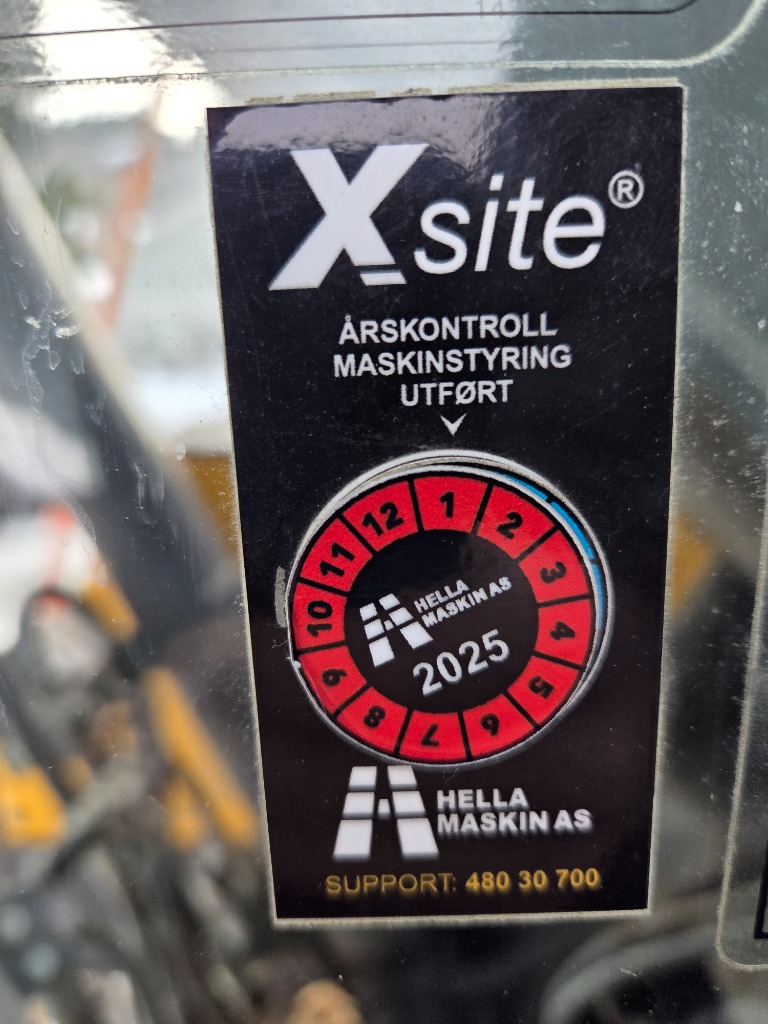 Xsite®
ÅRSKONTROLL
MASKINSTYRING
UTFØRT
1
2
3
4
5
6
7
8
9
10
11
12
HELLA
MASKIN AS
2025
HELLA
MASKIN AS
SUPPORT: 480 30 700